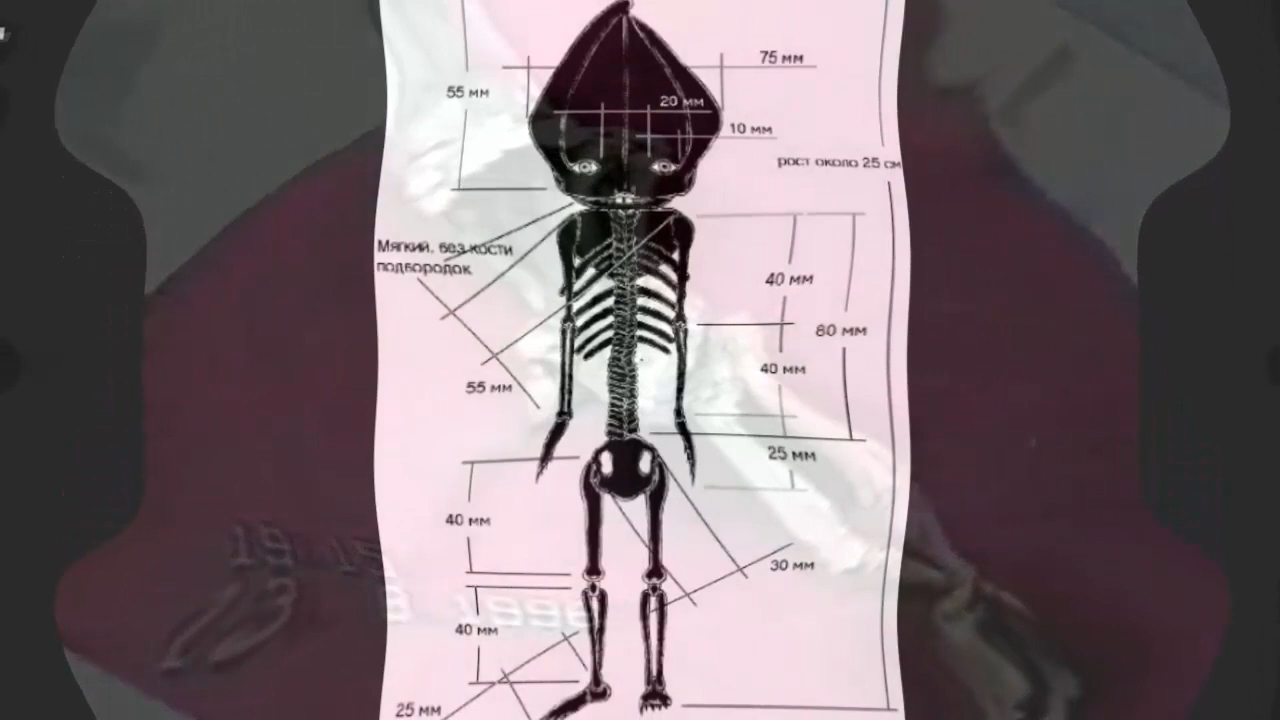 75 мм
55 мм
20 мм
10 мм
рост около 25 см
Мягкий, без кости
подбородок
40 мм
80 мм
40 мм
55 мм
25 мм
40 мм
30 мм
40 мм
25 мм